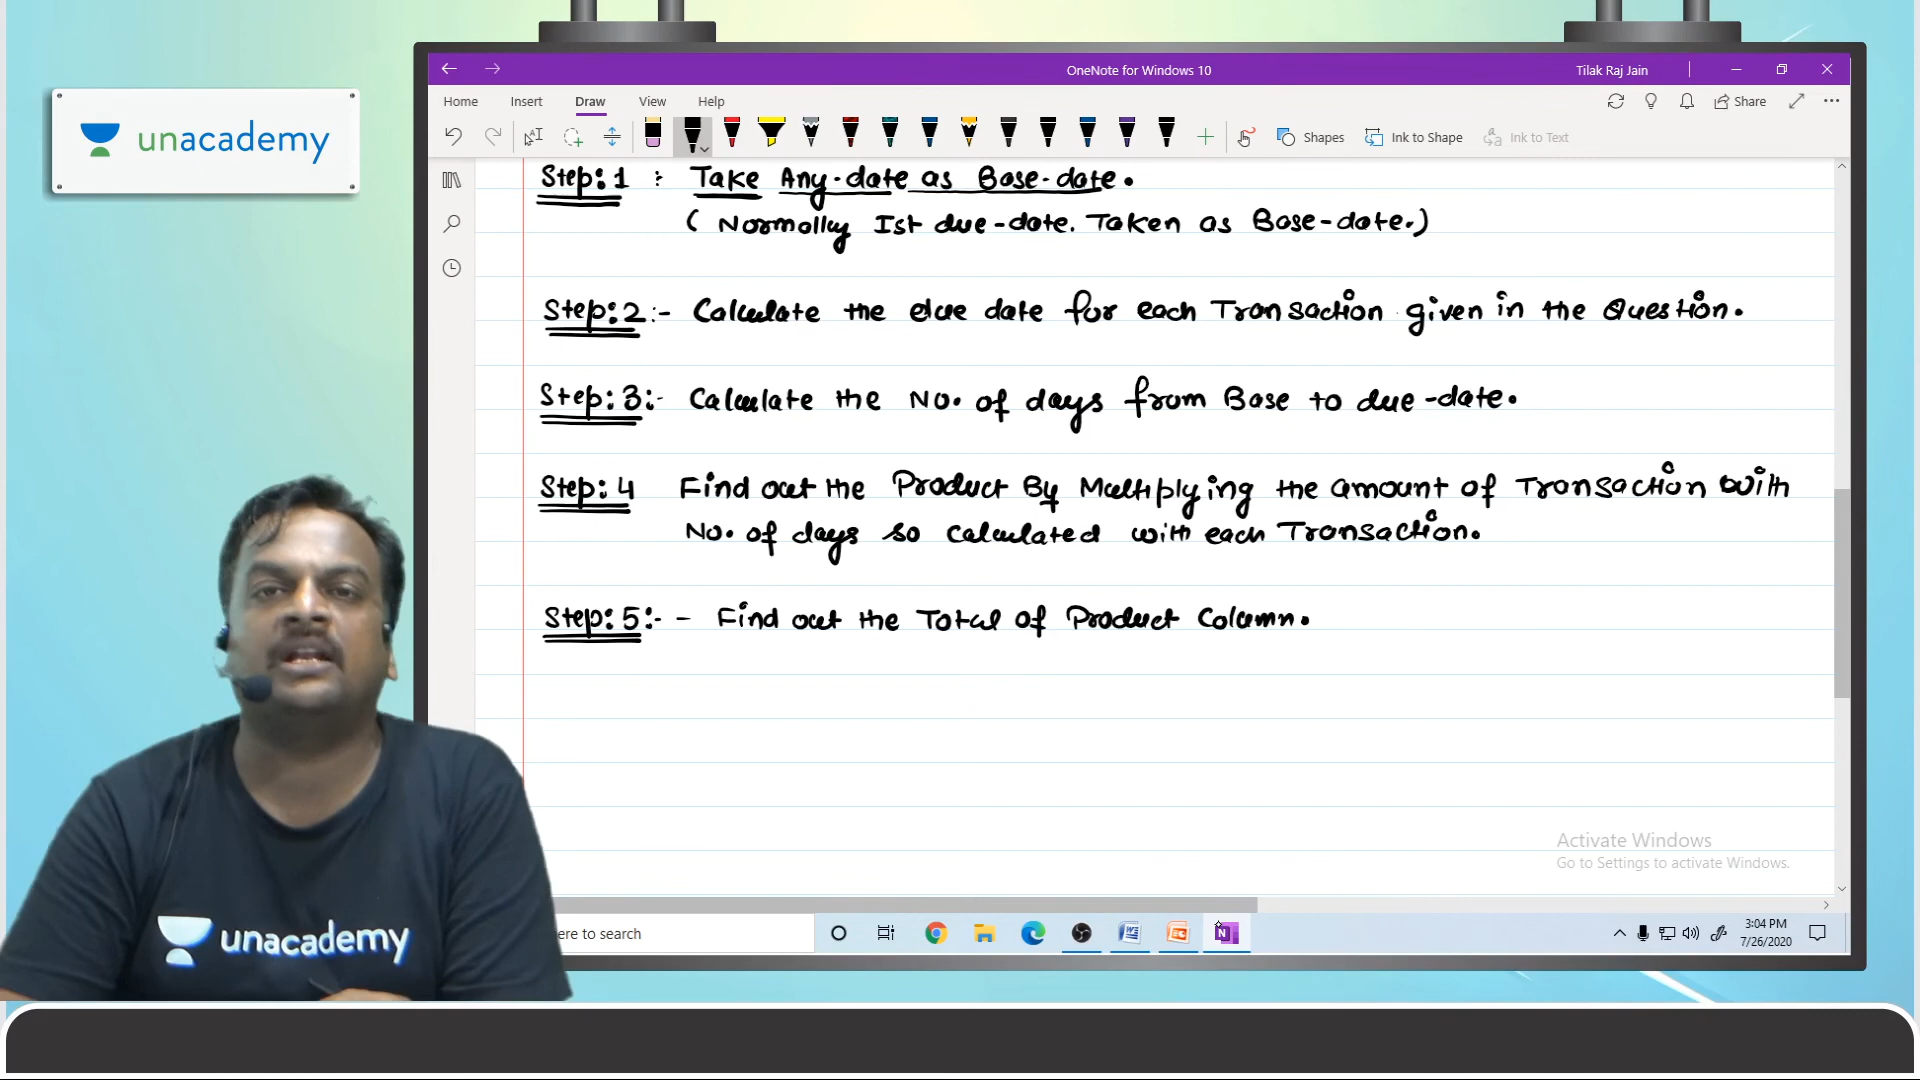 OneNote for Windows 10
Tilak Raj Jain
Home Insert Draw View Help
Share
Shapes Ink to Shape Ink to Text
unacademy
Step:1 : Take Any-date as Base-date.
( Normally Ist due-date. Taken as Base-date.)
Step:2:- Calculate the due date for each Transaction given in the Question.
Step:3:- Calculate the No. of days from Base to due-date.
Step:4 Find out the Product By Multiplying the amount of Transaction with
No. of days so calculated with each Transaction.
Step:5:- - Find out the Total of Product Column.
unacademy
Activate Windows
Go to Settings to activate Windows.
ere to search
3:04 PM
7/26/2020